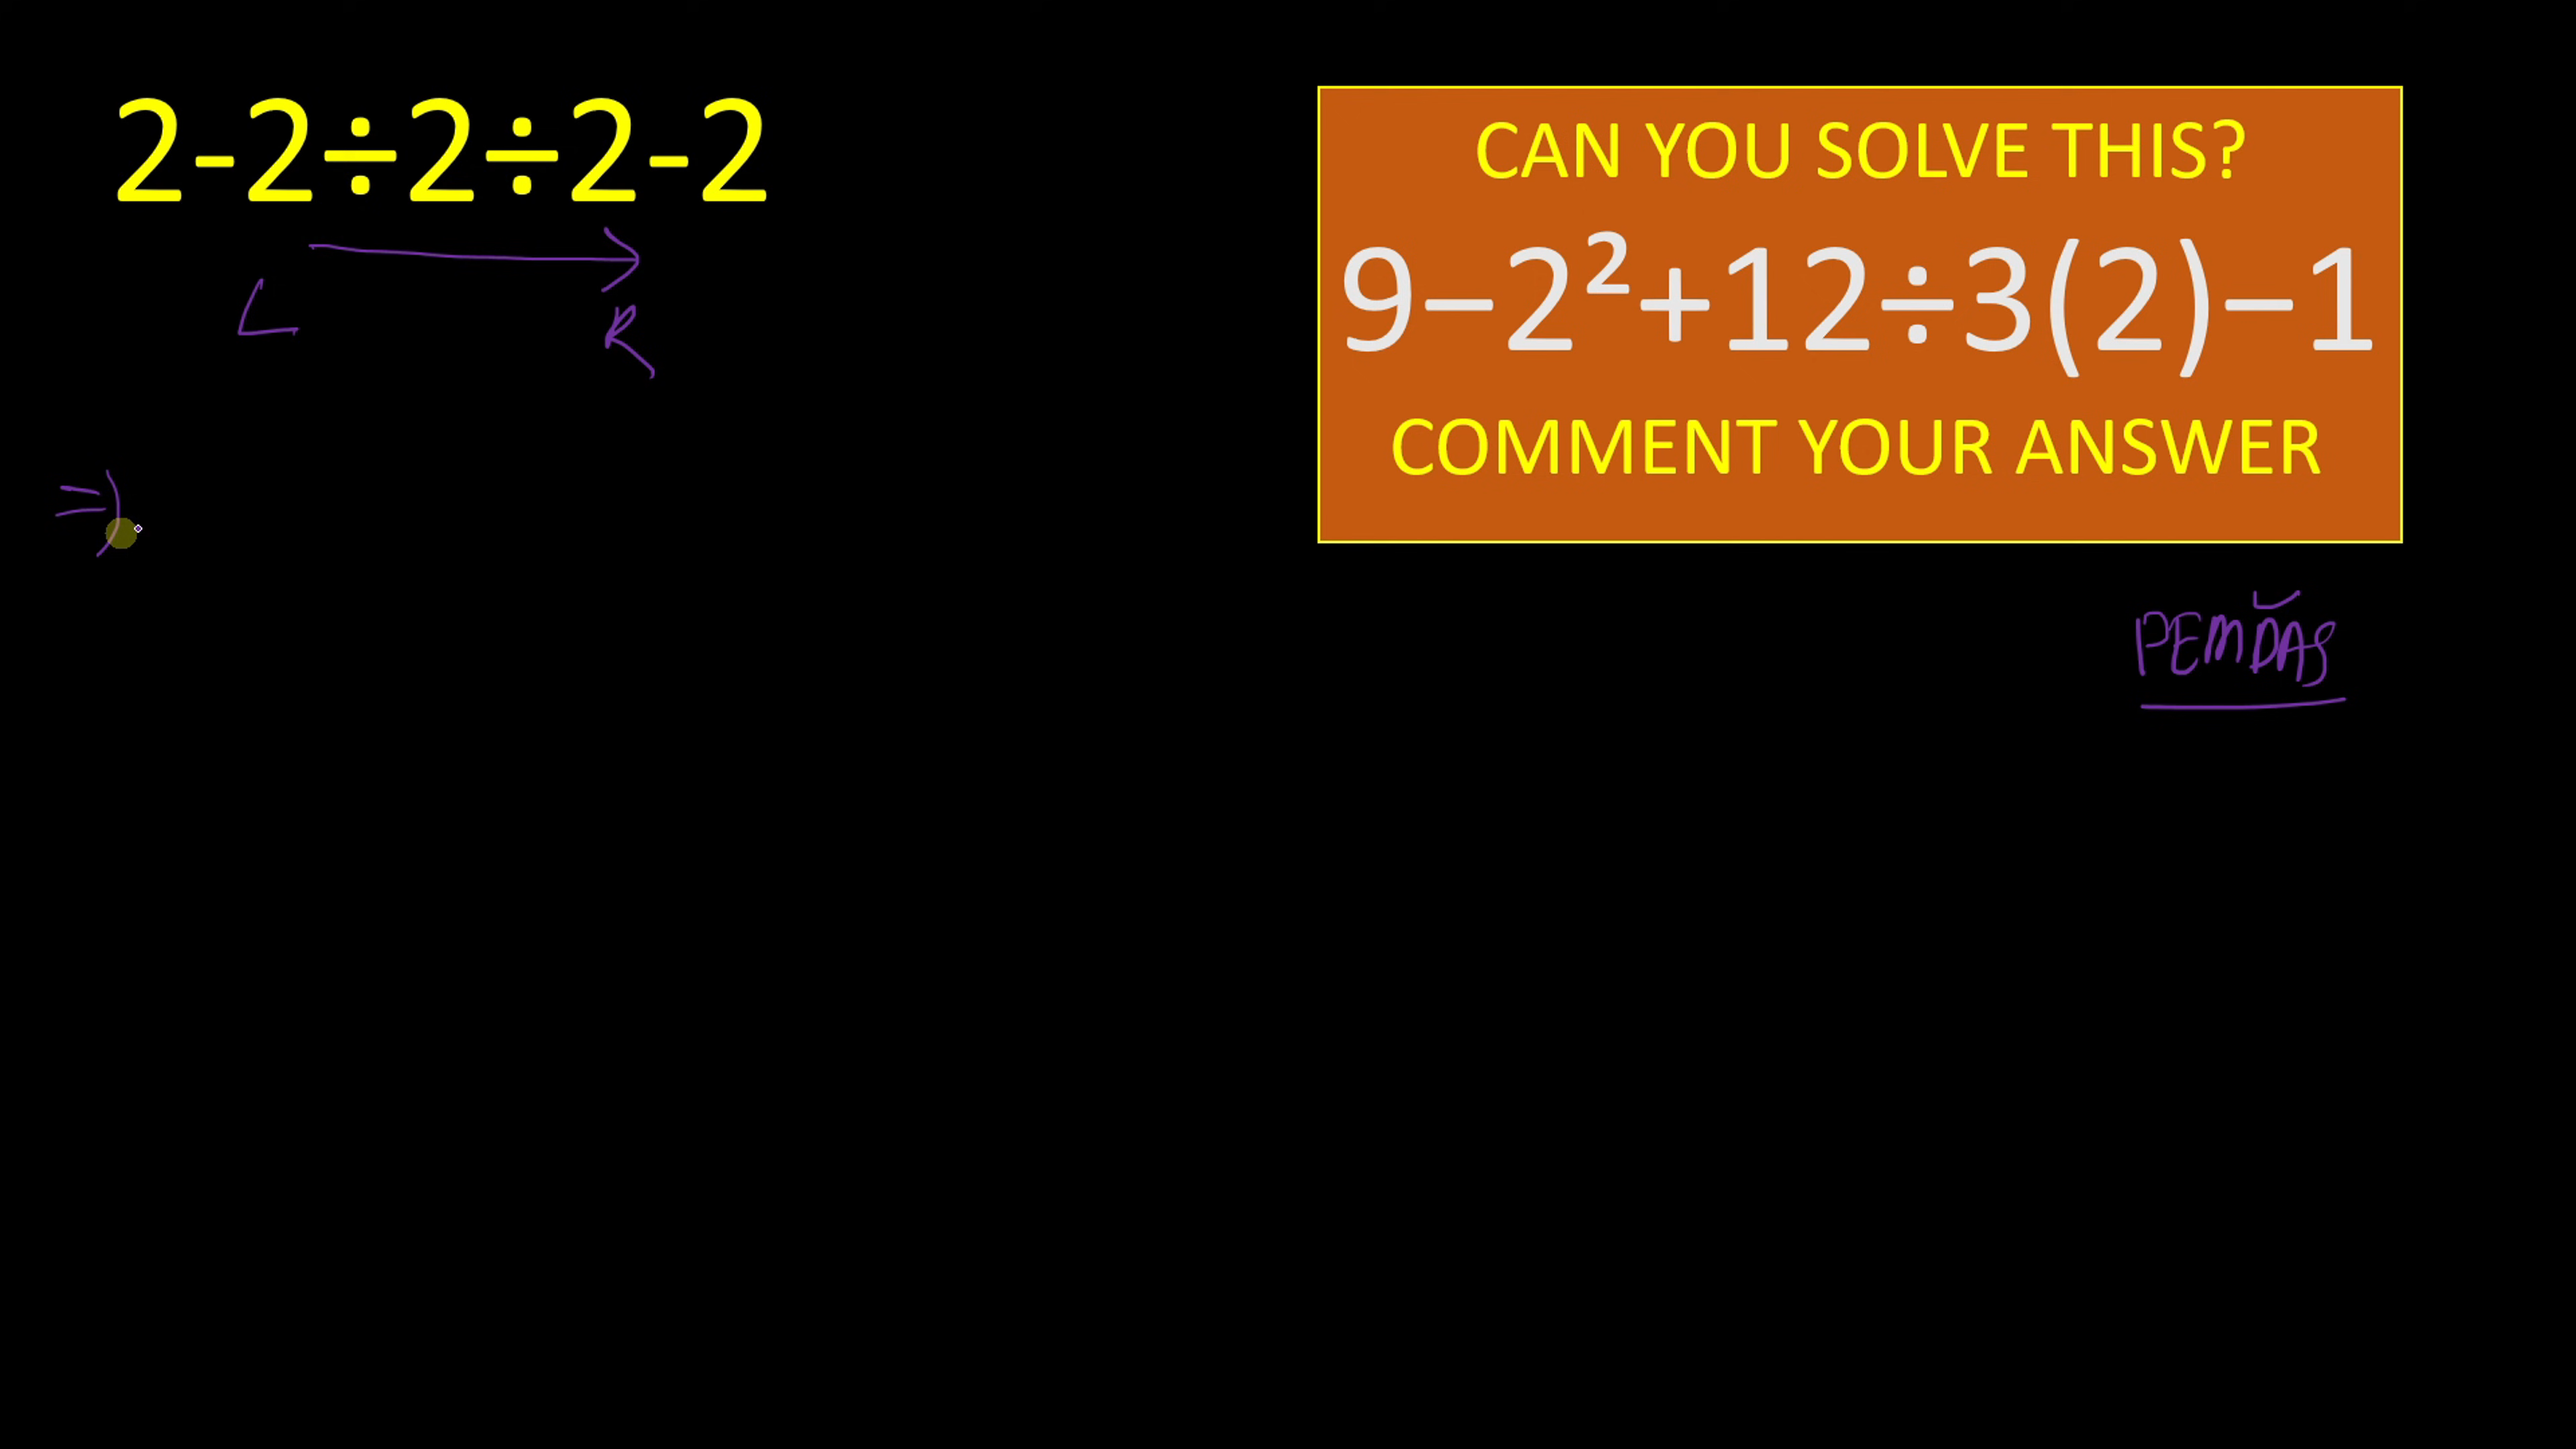 2-2÷2÷2-2
L R
=)
CAN YOU SOLVE THIS?
9−2²+12÷3(2)−1
COMMENT YOUR ANSWER
PEMDAS